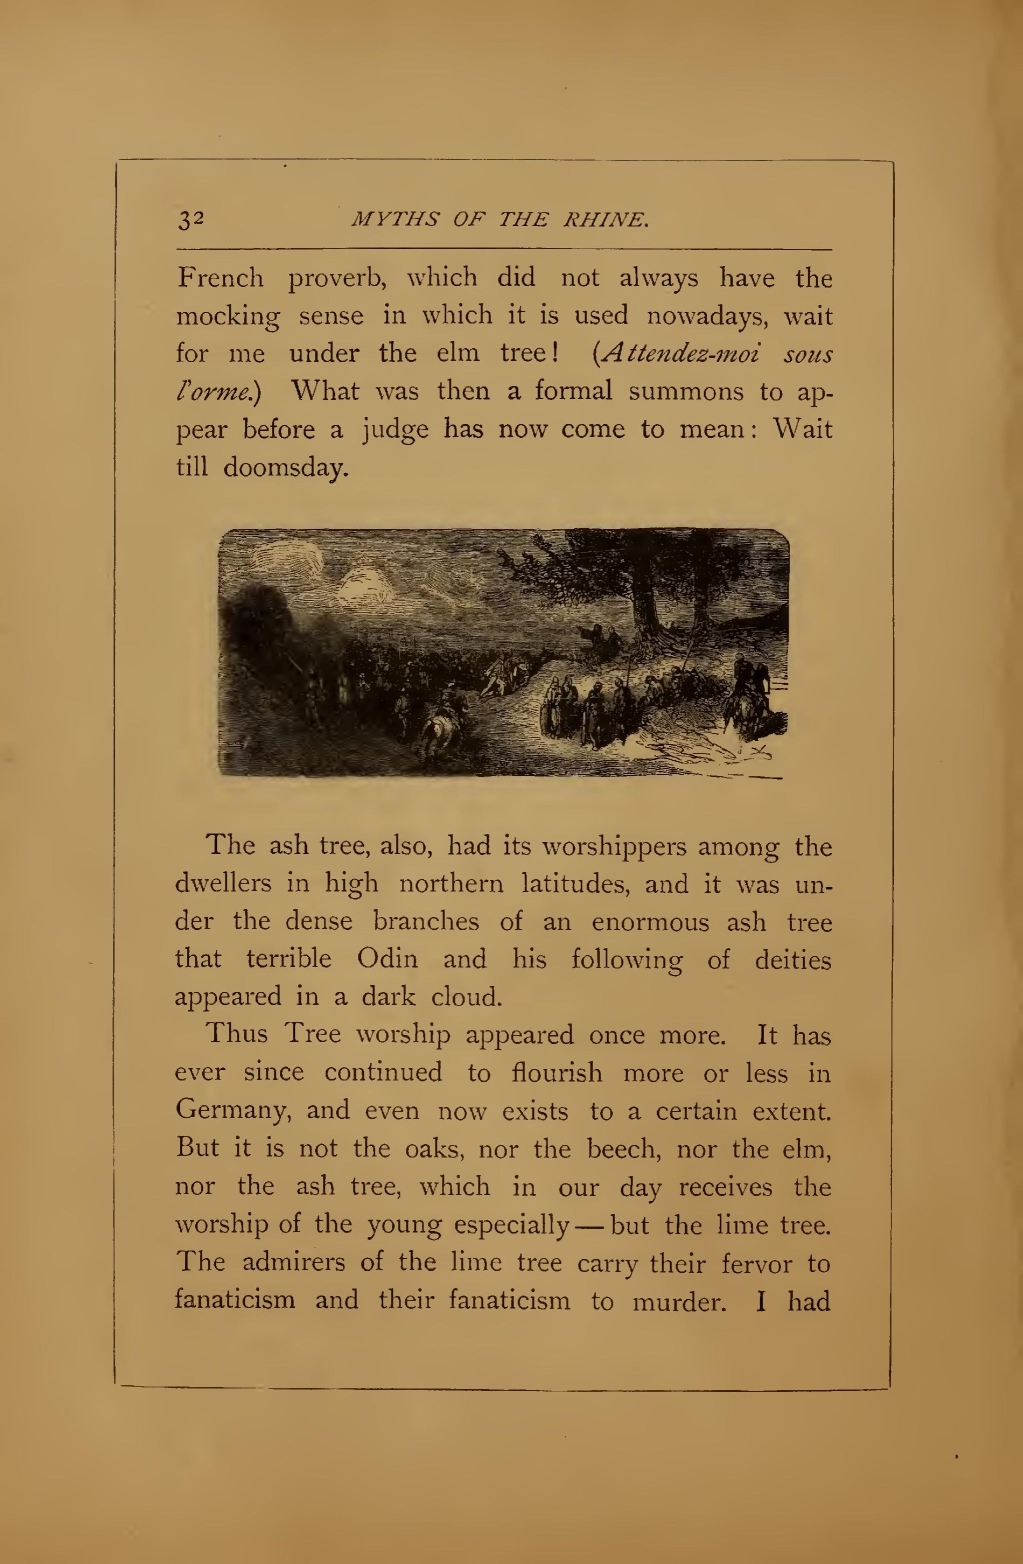 32 MYTHS OF THE RHINE.
French proverb, which did not always have the
mocking sense in which it is used nowadays, wait
for me under the elm tree! (Attendez-moi sous
l'orme.) What was then a formal summons to ap-
pear before a judge has now come to mean: Wait
till doomsday.
The ash tree, also, had its worshippers among the
dwellers in high northern latitudes, and it was un-
der the dense branches of an enormous ash tree
that terrible Odin and his following of deities
appeared in a dark cloud.
Thus Tree worship appeared once more. It has
ever since continued to flourish more or less in
Germany, and even now exists to a certain extent.
But it is not the oaks, nor the beech, nor the elm,
nor the ash tree, which in our day receives the
worship of the young especially — but the lime tree.
The admirers of the lime tree carry their fervor to
fanaticism and their fanaticism to murder. I had